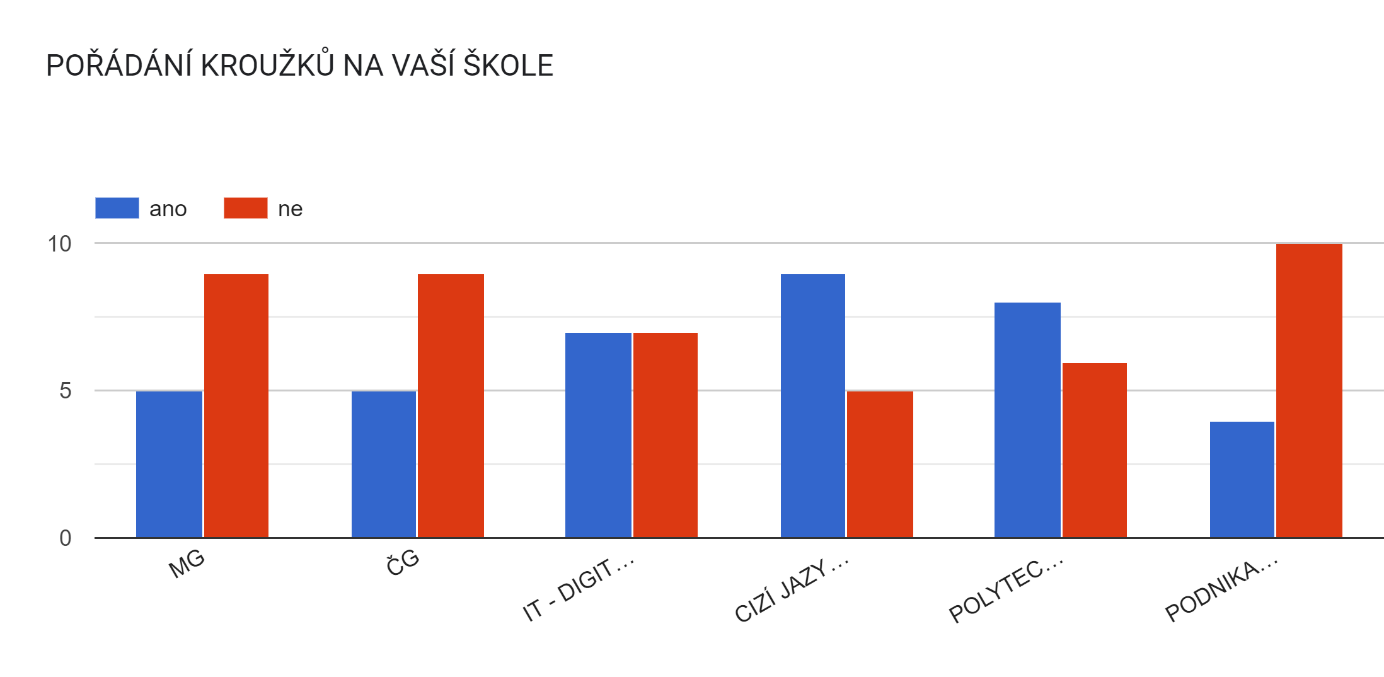 POŘÁDÁNÍ KROUŽKŮ NA VAŠÍ ŠKOLE
ano ne
10
5
0
MG
ČG
IT - DIGIT…
CIZÍ JAZY…
POLYTEC…
PODNIKA…